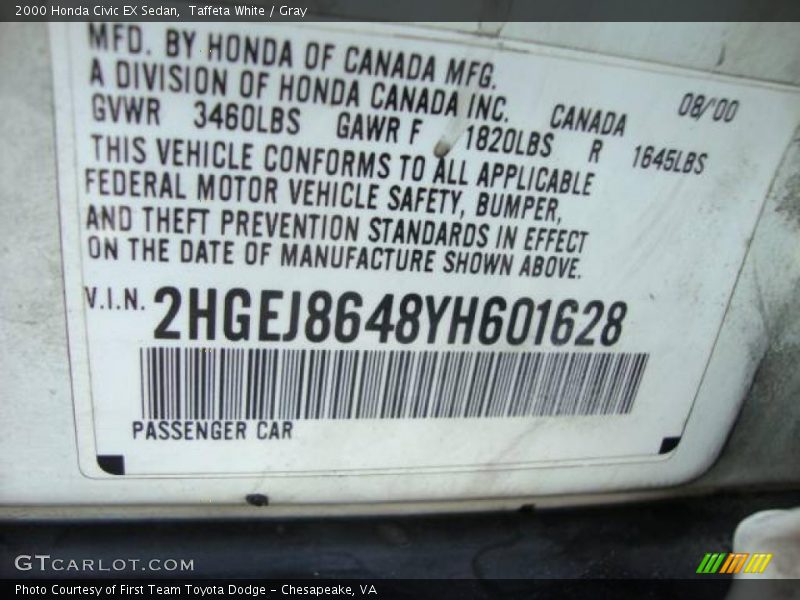 2000 Honda Civic EX Sedan, Taffeta White / Gray
MFD. BY HONDA OF CANADA MFG.
A DIVISION OF HONDA CANADA INC. CANADA 08/'00
GVWR 3460LBS GAWR F 1820LBS R 1645LBS
THIS VEHICLE CONFORMS TO ALL APPLICABLE
FEDERAL MOTOR VEHICLE SAFETY, BUMPER,
AND THEFT PREVENTION STANDARDS IN EFFECT
ON THE DATE OF MANUFACTURE SHOWN ABOVE.
V.I.N. 2HGEJ8648YH601628
PASSENGER CAR
GTCARLOT.COM
Photo Courtesy of First Team Toyota Dodge - Chesapeake, VA